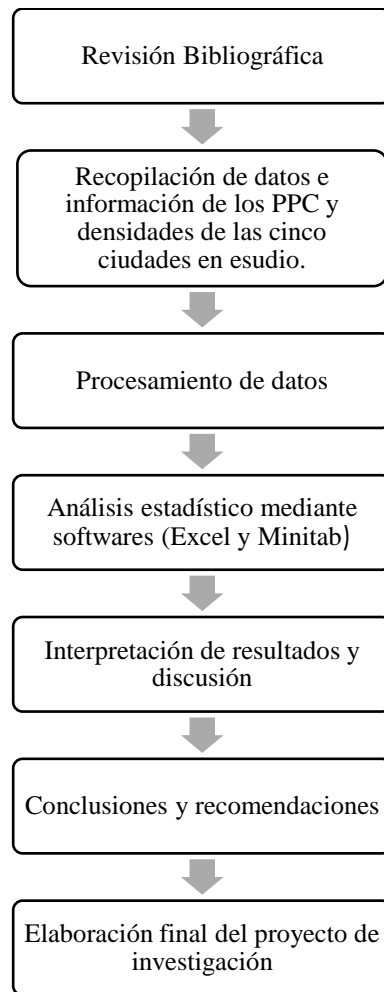 Revisión Bibliográfica
Recopilación de datos e
información de los PPC y
densidades de las cinco
ciudades en esudio.
Procesamiento de datos
Análisis estadístico mediante
softwares (Excel y Minitab)
Interpretación de resultados y
discusión
Conclusiones y recomendaciones
Elaboración final del proyecto de
investigación